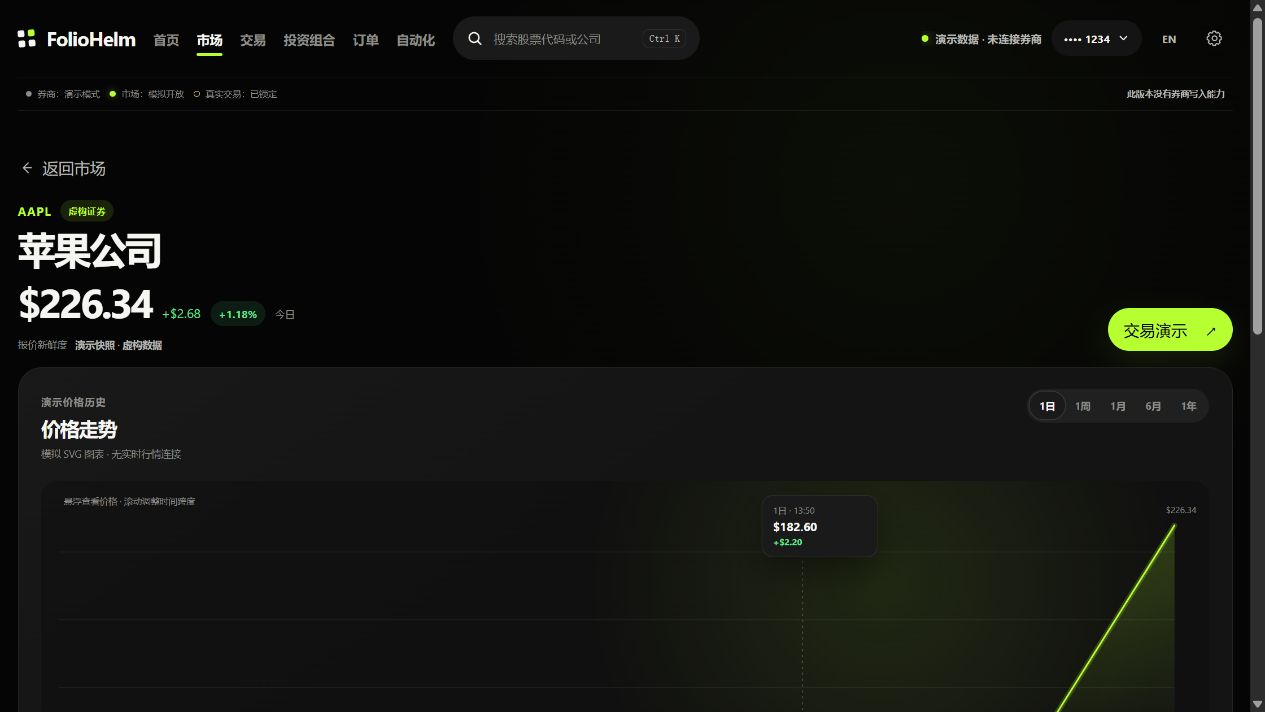 FolioHelm 首页 市场 交易 投资组合 订单 自动化 搜索股票代码或公司 Ctrl K 演示数据 · 未连接券商 •••• 1234 EN
券商: 演示模式 市场: 模拟开放 真实交易: 已锁定 此版本没有券商写入能力
← 返回市场
AAPL 虚构证券
苹果公司
$226.34 +$2.68 +1.18% 今日
交易演示 ↗
报价新鲜度 演示快照 · 虚构数据
演示价格历史
1日 1周 1月 6月 1年
价格走势
模拟 SVG 图表 · 无实时行情连接
悬浮查看价格 · 滚动调整时间跨度
1日 · 13:50
$182.60
+$2.20
$226.34